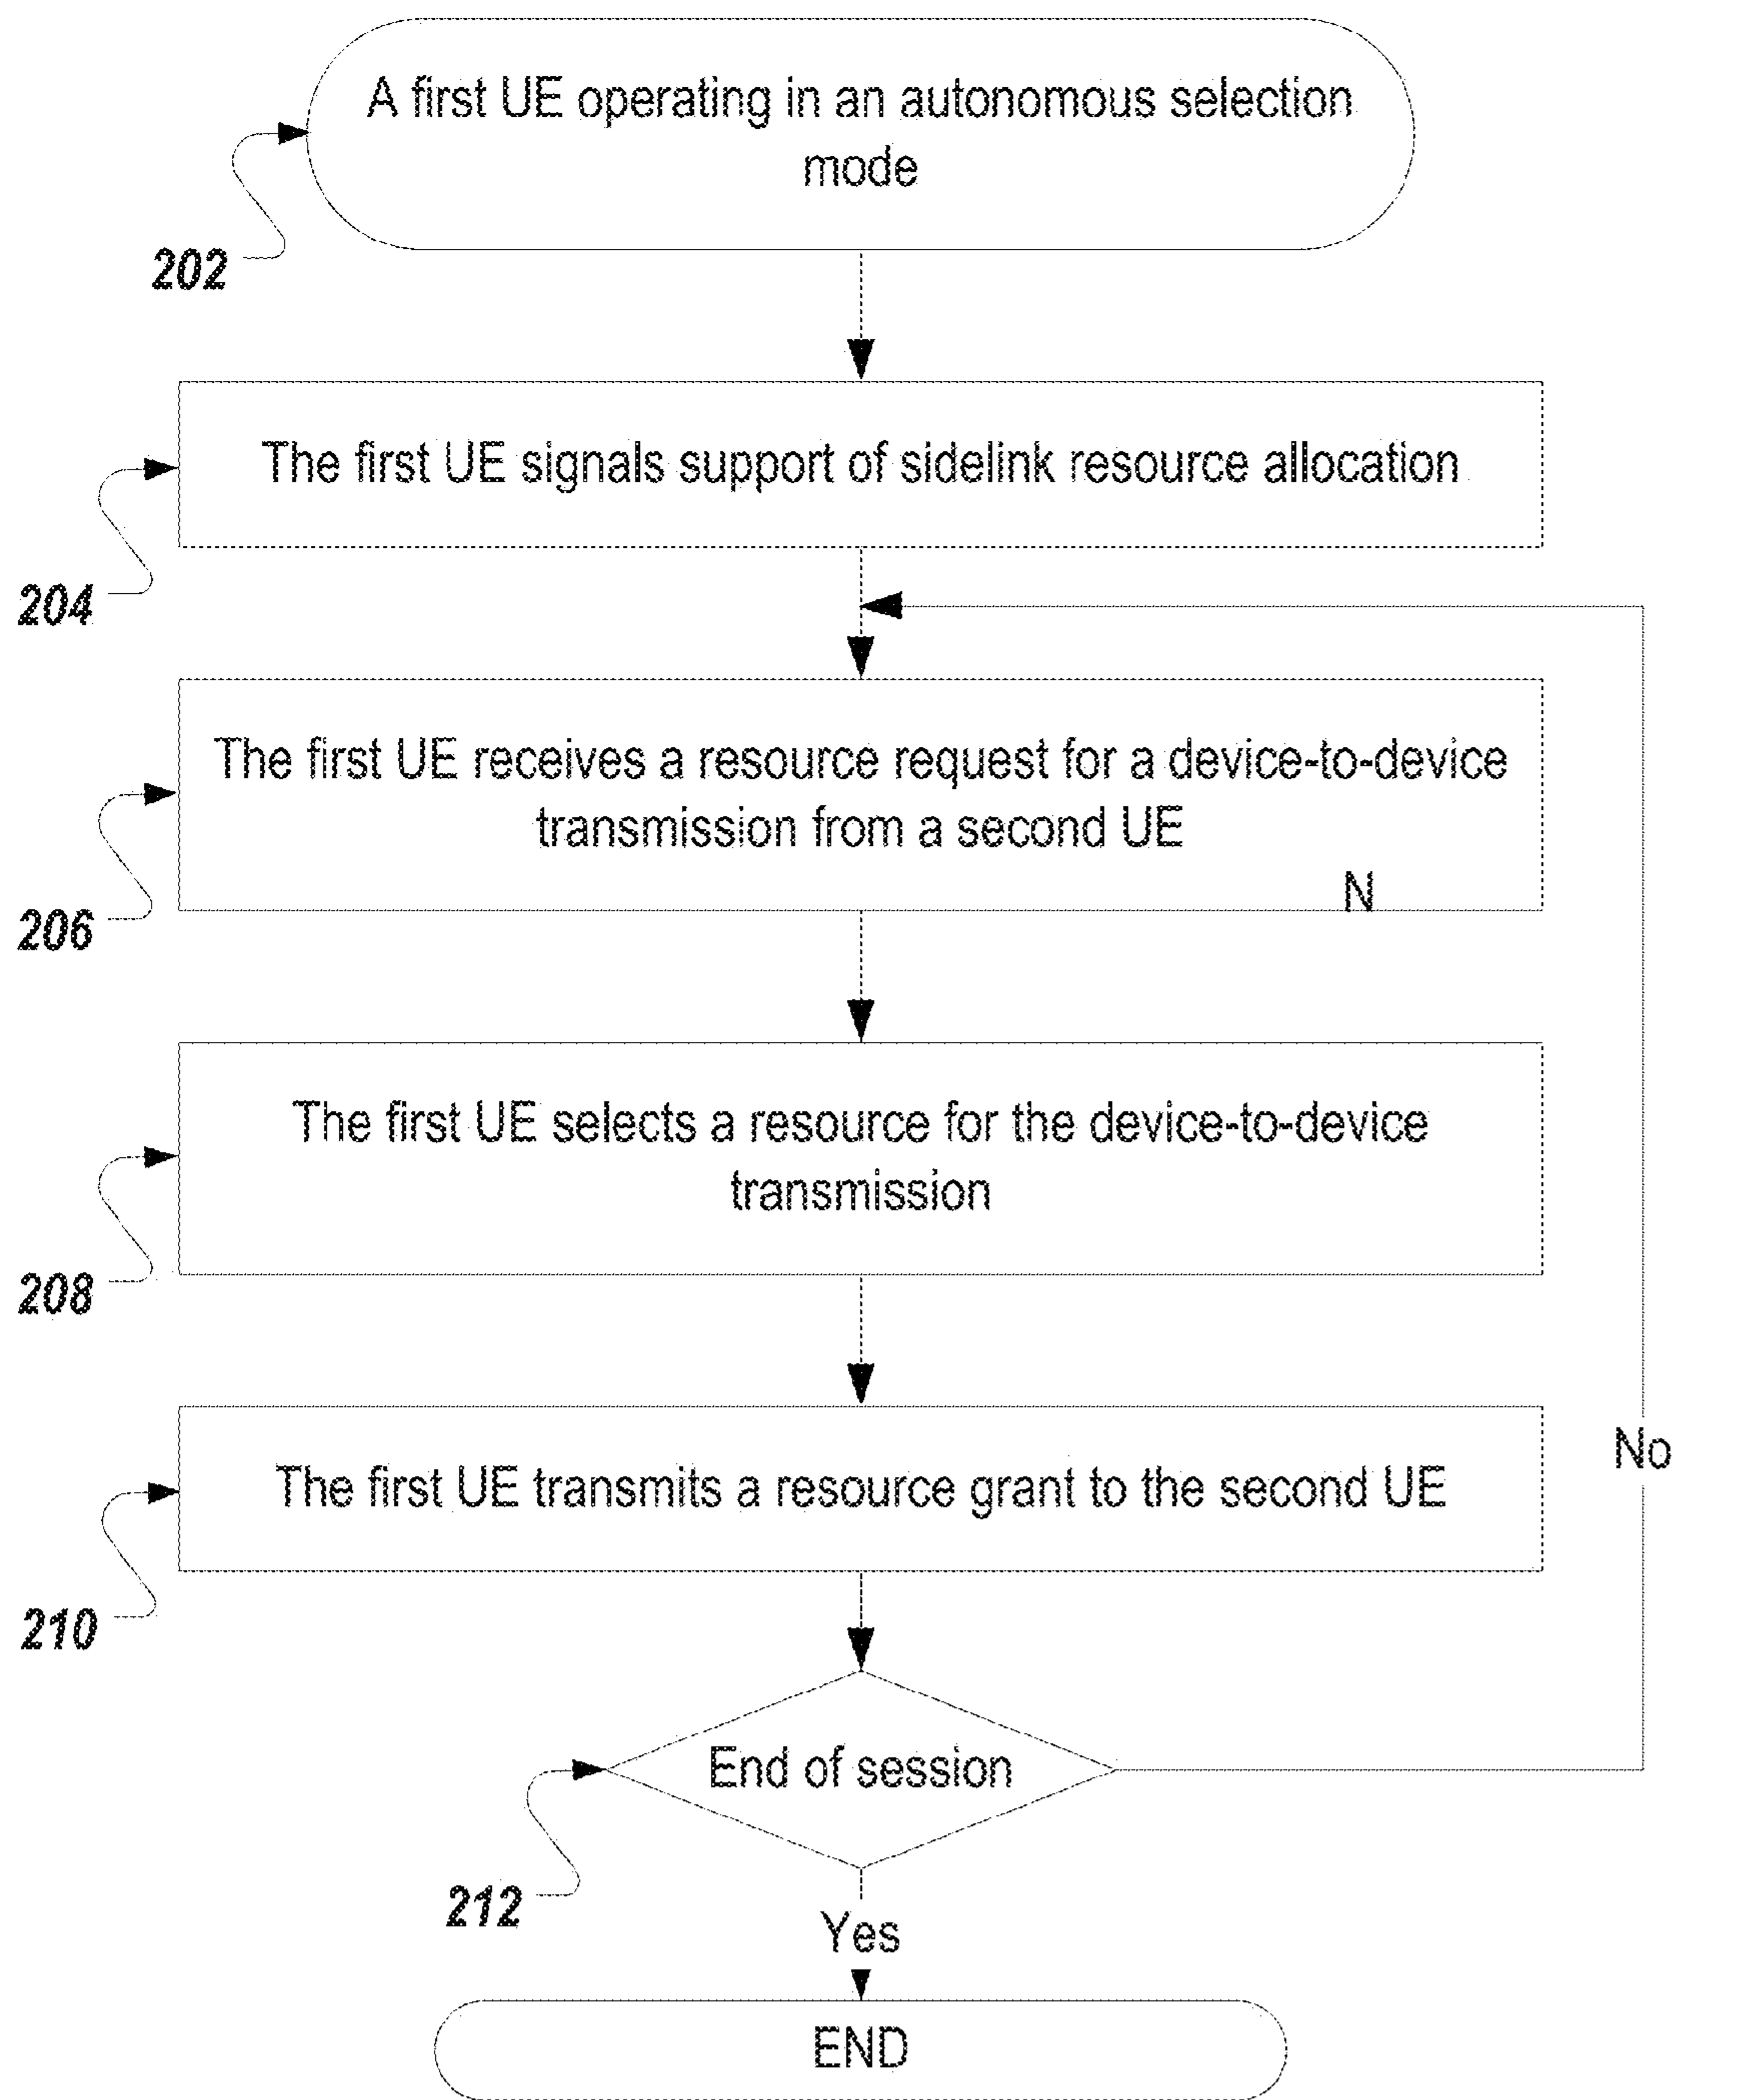 A first UE operating in an autonomous selection
mode
202
The first UE signals support of sidelink resource allocation
204
The first UE receives a resource request for a device-to-device
transmission from a second UE
N
206
The first UE selects a resource for the device-to-device
transmission
208
No
The first UE transmits a resource grant to the second UE
210
End of session
212
Yes
END